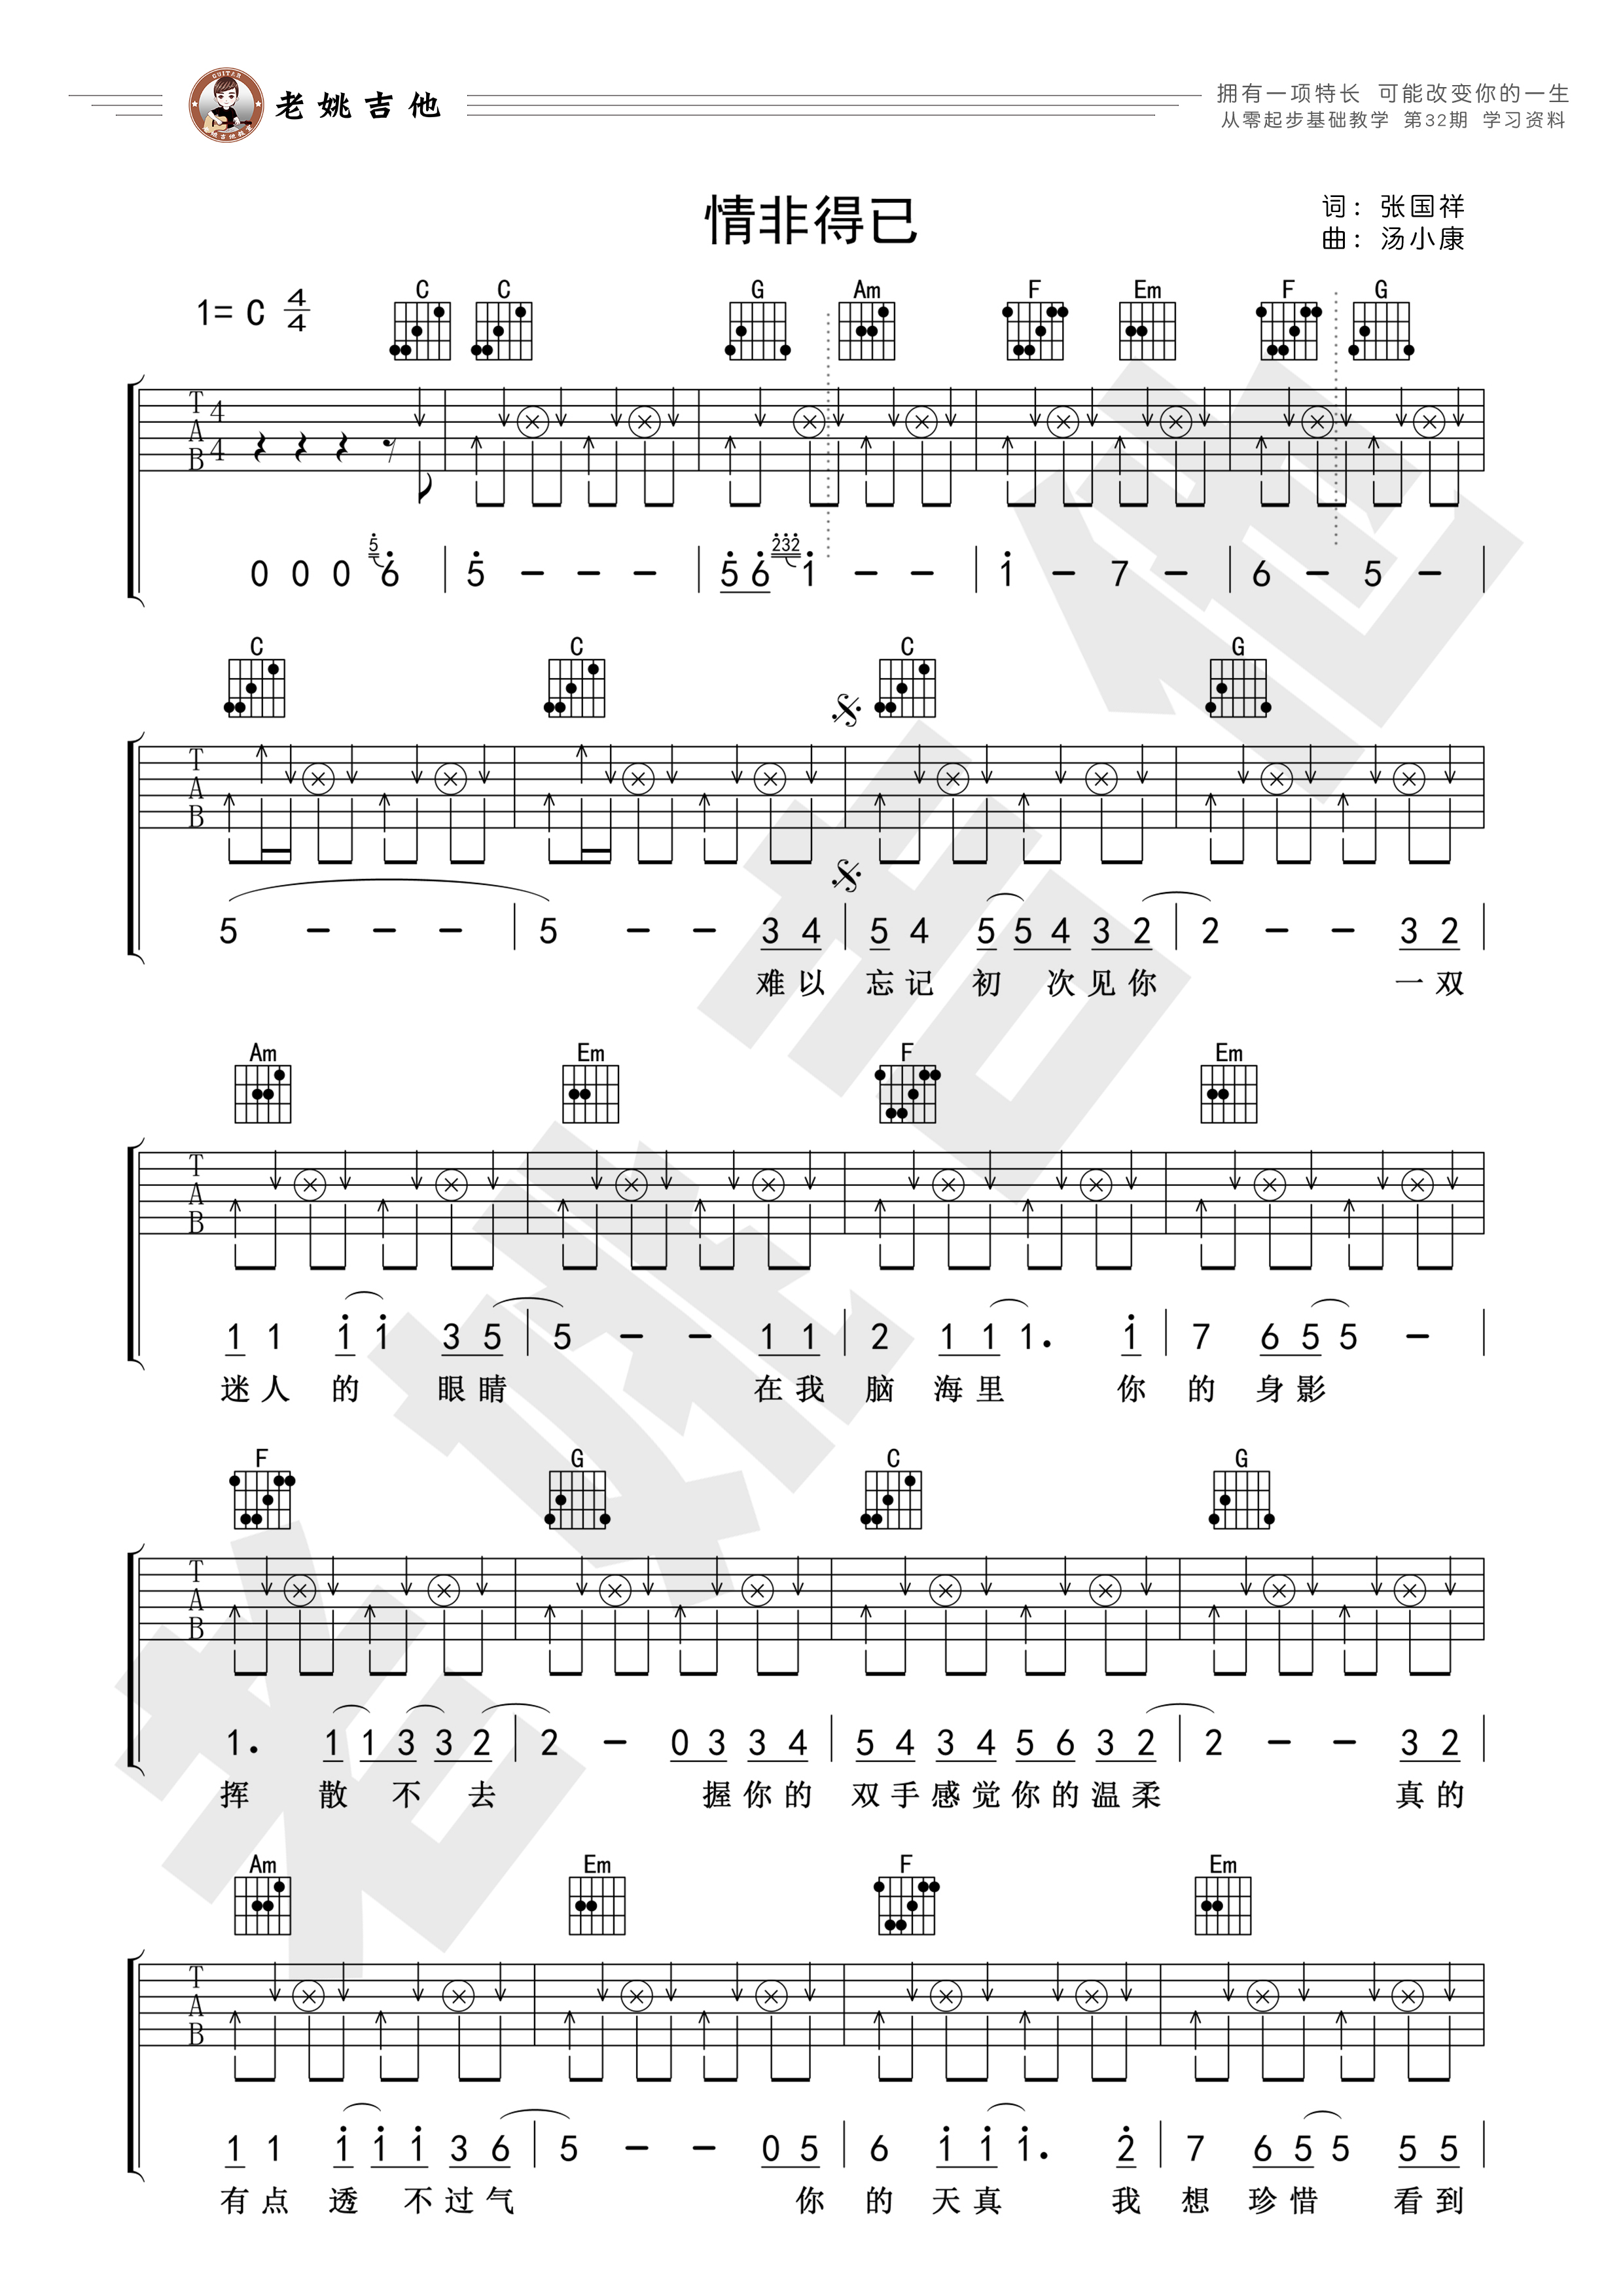 老姚吉他
拥有一项特长 可能改变你的一生
从零起步基础教学 第32期 学习资料
情非得已
词：张国祥
曲：汤小康
1= C 4/4
C C G Am F Em F G
T A B 4 4
0 0 0 5 6 | 5 - - - | 5 6 232 1 - - | 1 - 7 - | 6 - 5 - |
C C C G
T A B
5 - - - | 5 - - 3 4 | 5 4 5 5 4 3 2 | 2 - - 3 2 |
难以 忘记 初 次见你 一双
Am Em F Em
T A B
1 1 1 1 3 5 | 5 - - 1 1 | 2 1 1 1. 1 | 7 6 5 5 - |
迷人 的 眼睛 在我 脑 海里 你 的 身影
F G C G
T A B
1. 1 1 3 3 2 | 2 - 0 3 3 4 | 5 4 3 4 5 6 3 2 | 2 - - 3 2 |
挥 散 不 去 握你的 双手感觉你的温柔 真的
Am Em F Em
T A B
1 1 1 1 1 3 6 | 5 - - 0 5 | 6 1 1 1. 2 | 7 6 5 5 5 5 |
有点 透 不过气 你 的 天真 我 想 珍惜 看到
老姚吉他